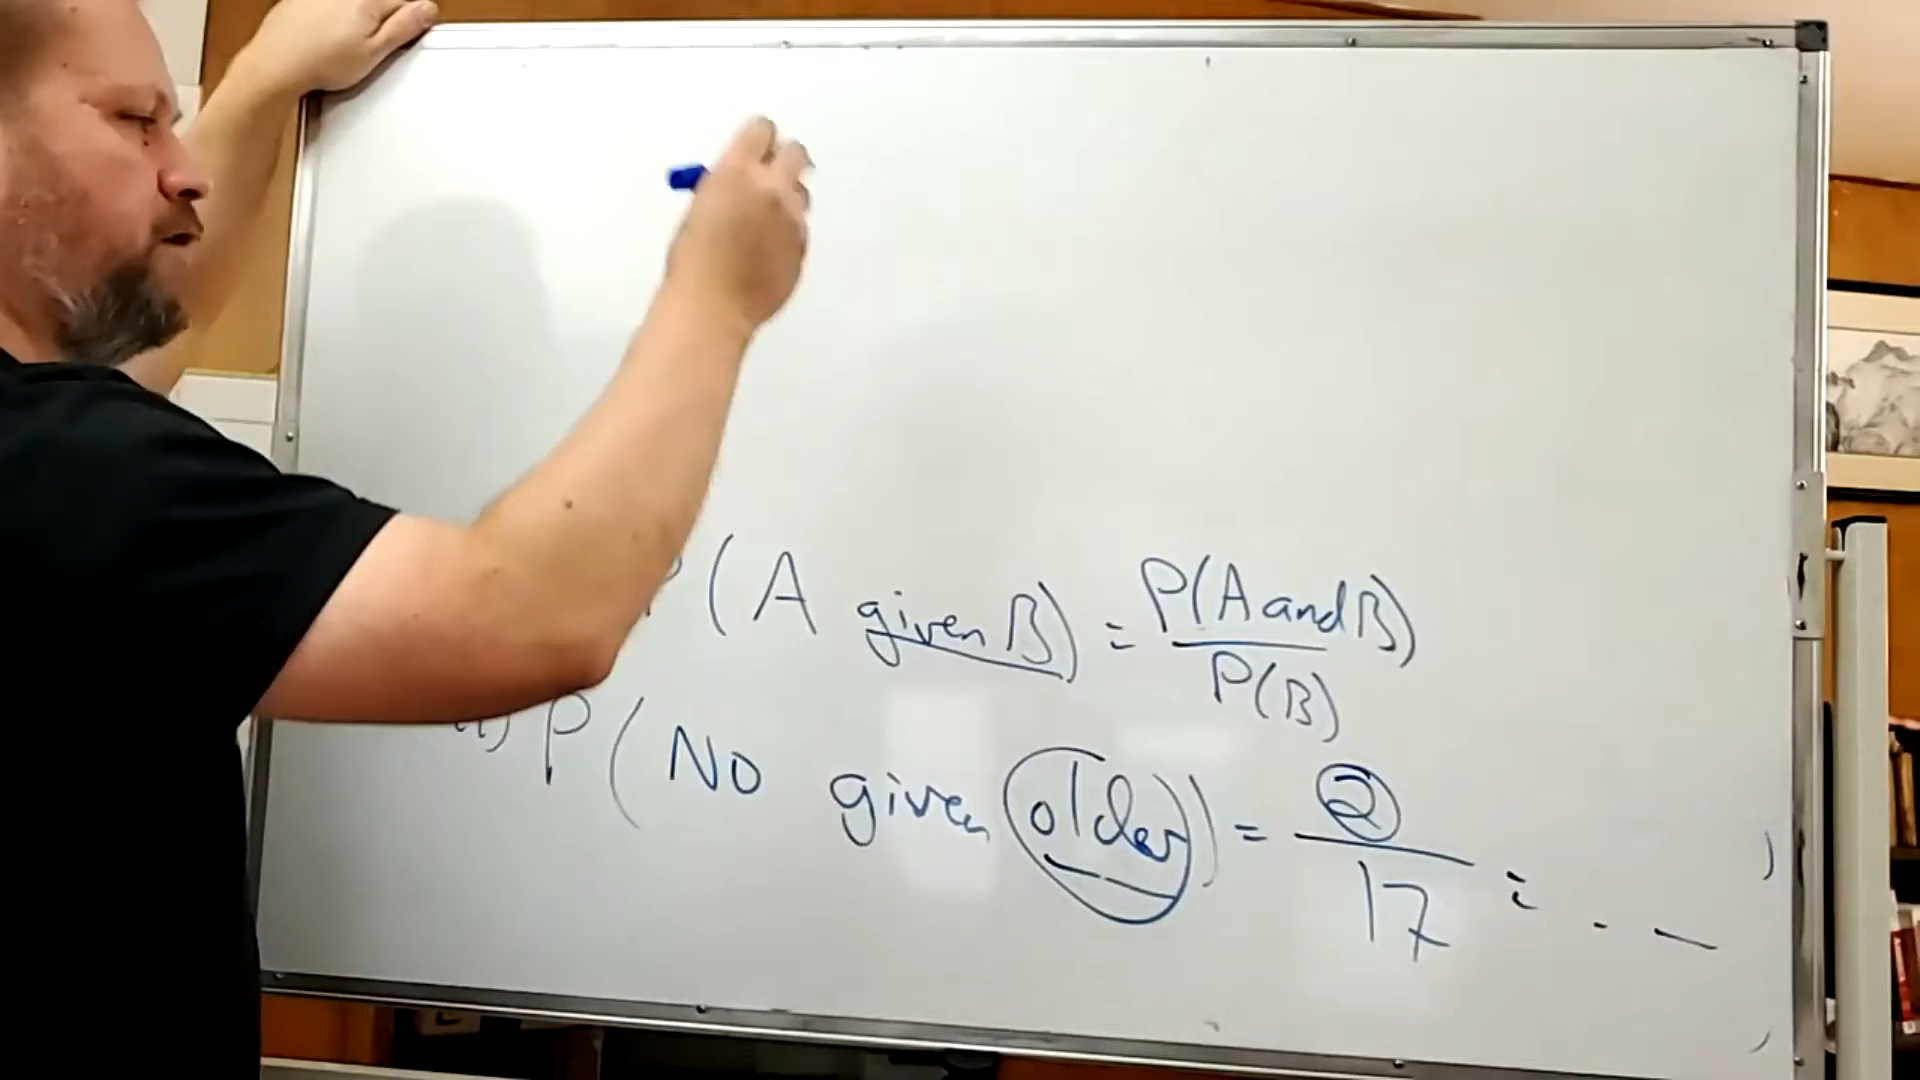 P(A given B) = P(A and B) / P(B)
d) P(No given older) = 2 / 17 = . . —